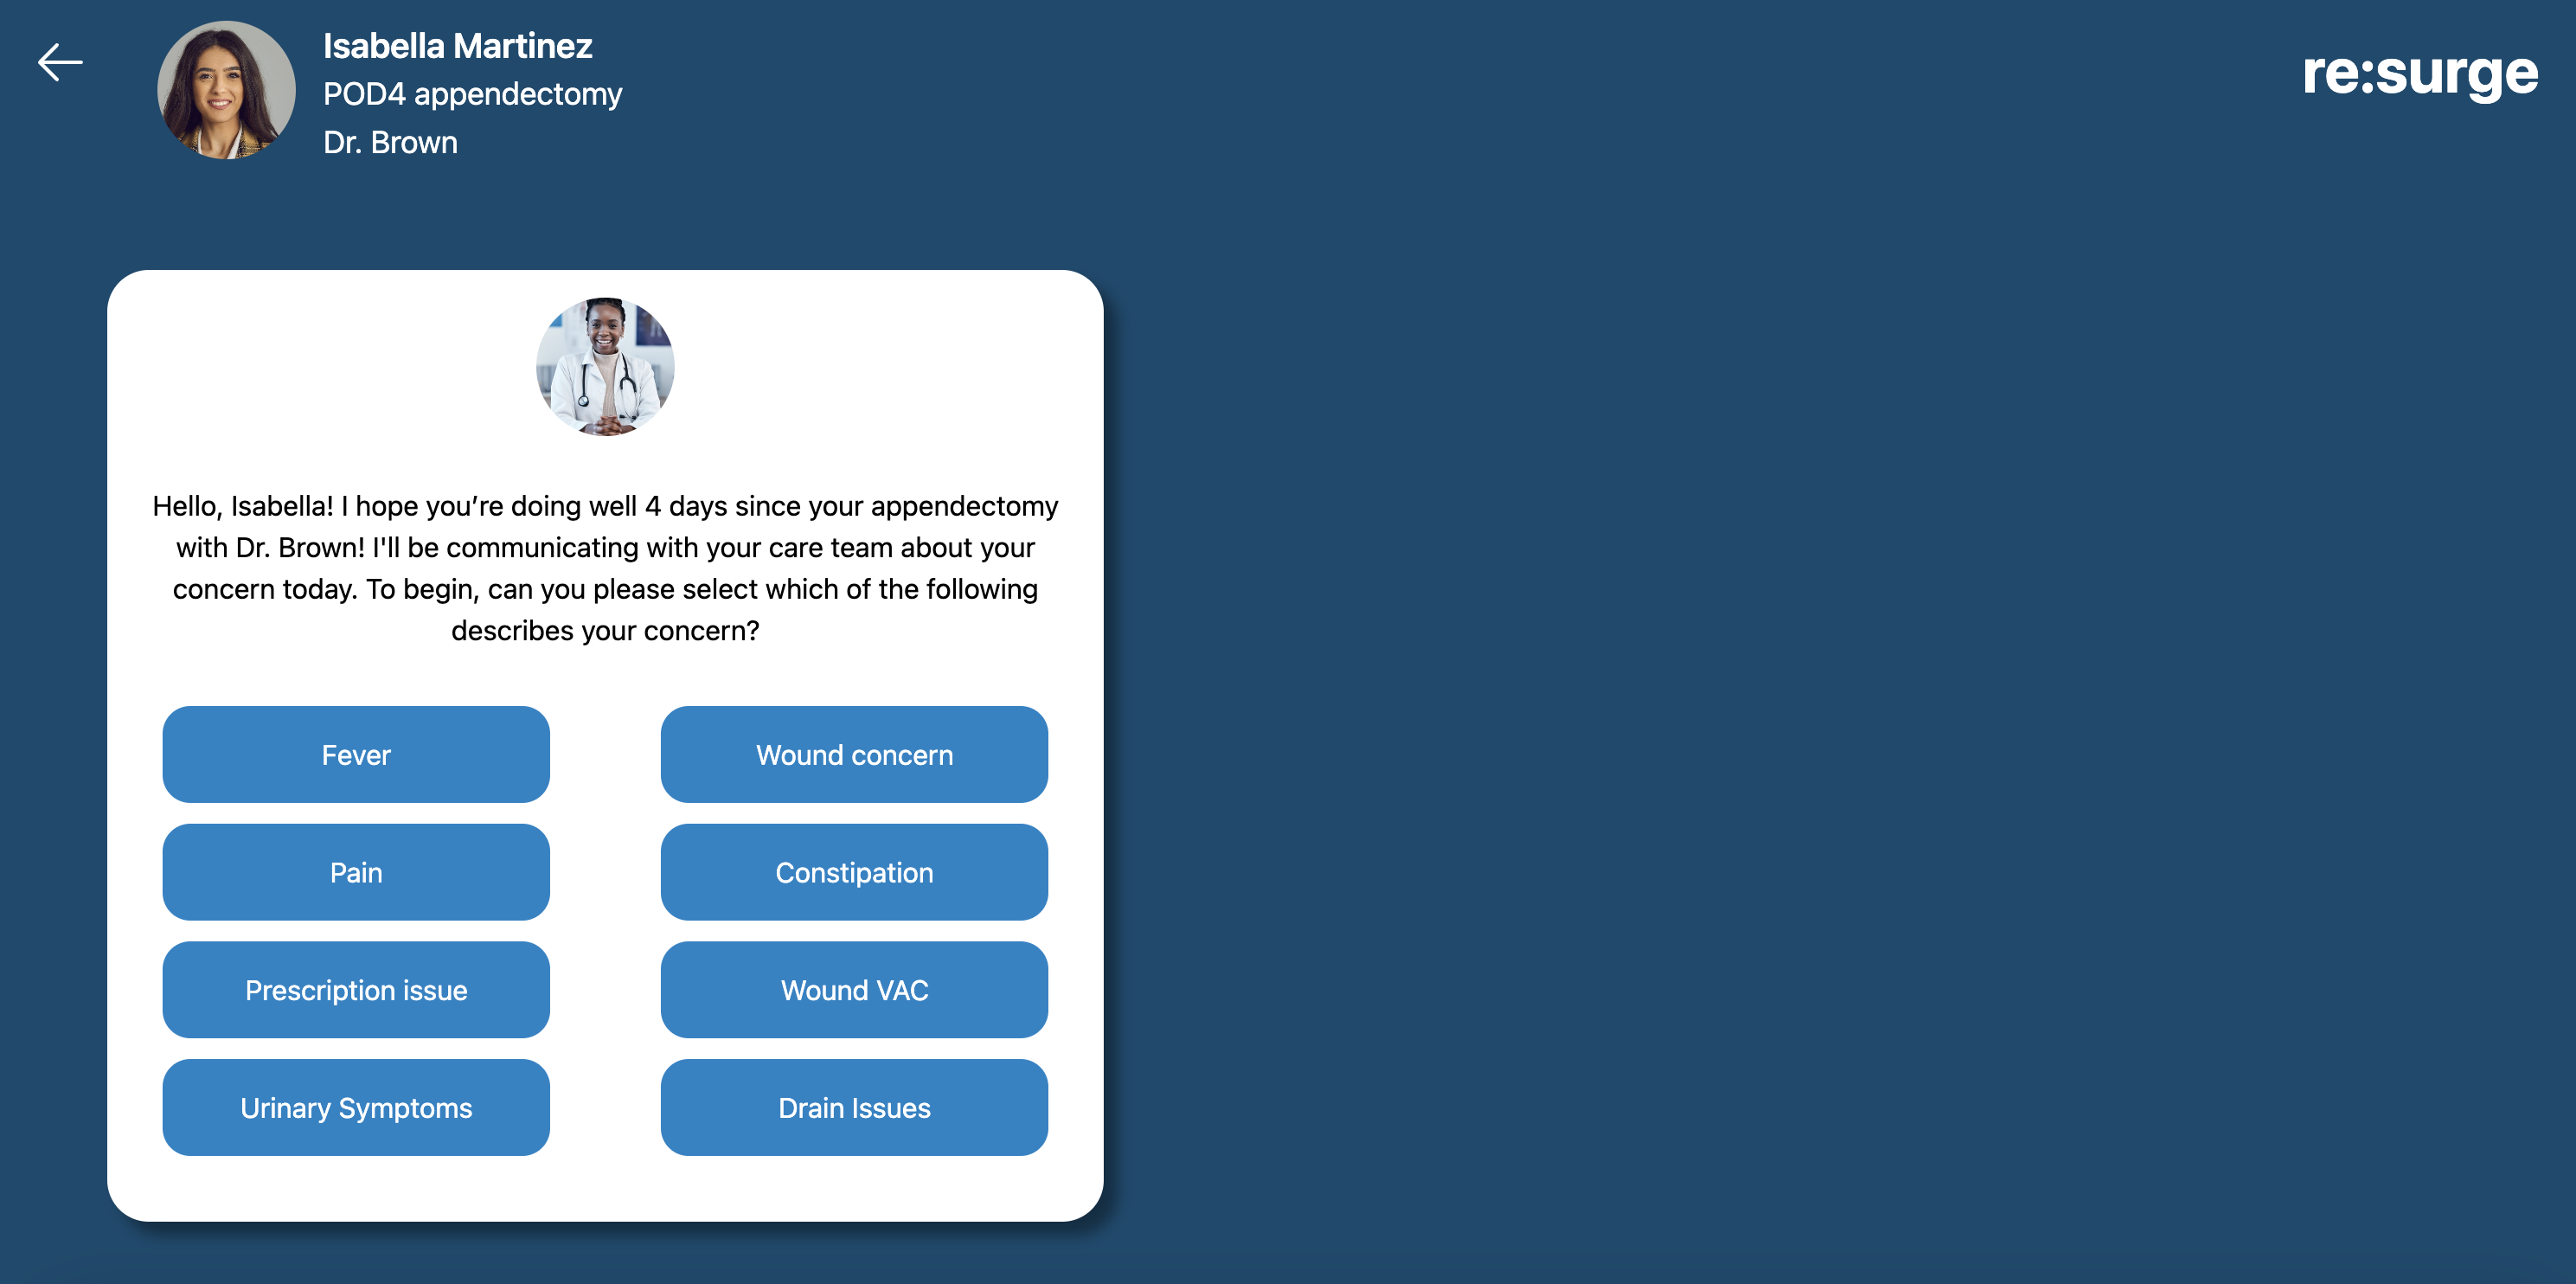 Isabella Martinez
POD4 appendectomy
Dr. Brown
re:surge
Hello, Isabella! I hope you’re doing well 4 days since your appendectomy
with Dr. Brown! I'll be communicating with your care team about your
concern today. To begin, can you please select which of the following
describes your concern?
Fever
Wound concern
Pain
Constipation
Prescription issue
Wound VAC
Urinary Symptoms
Drain Issues